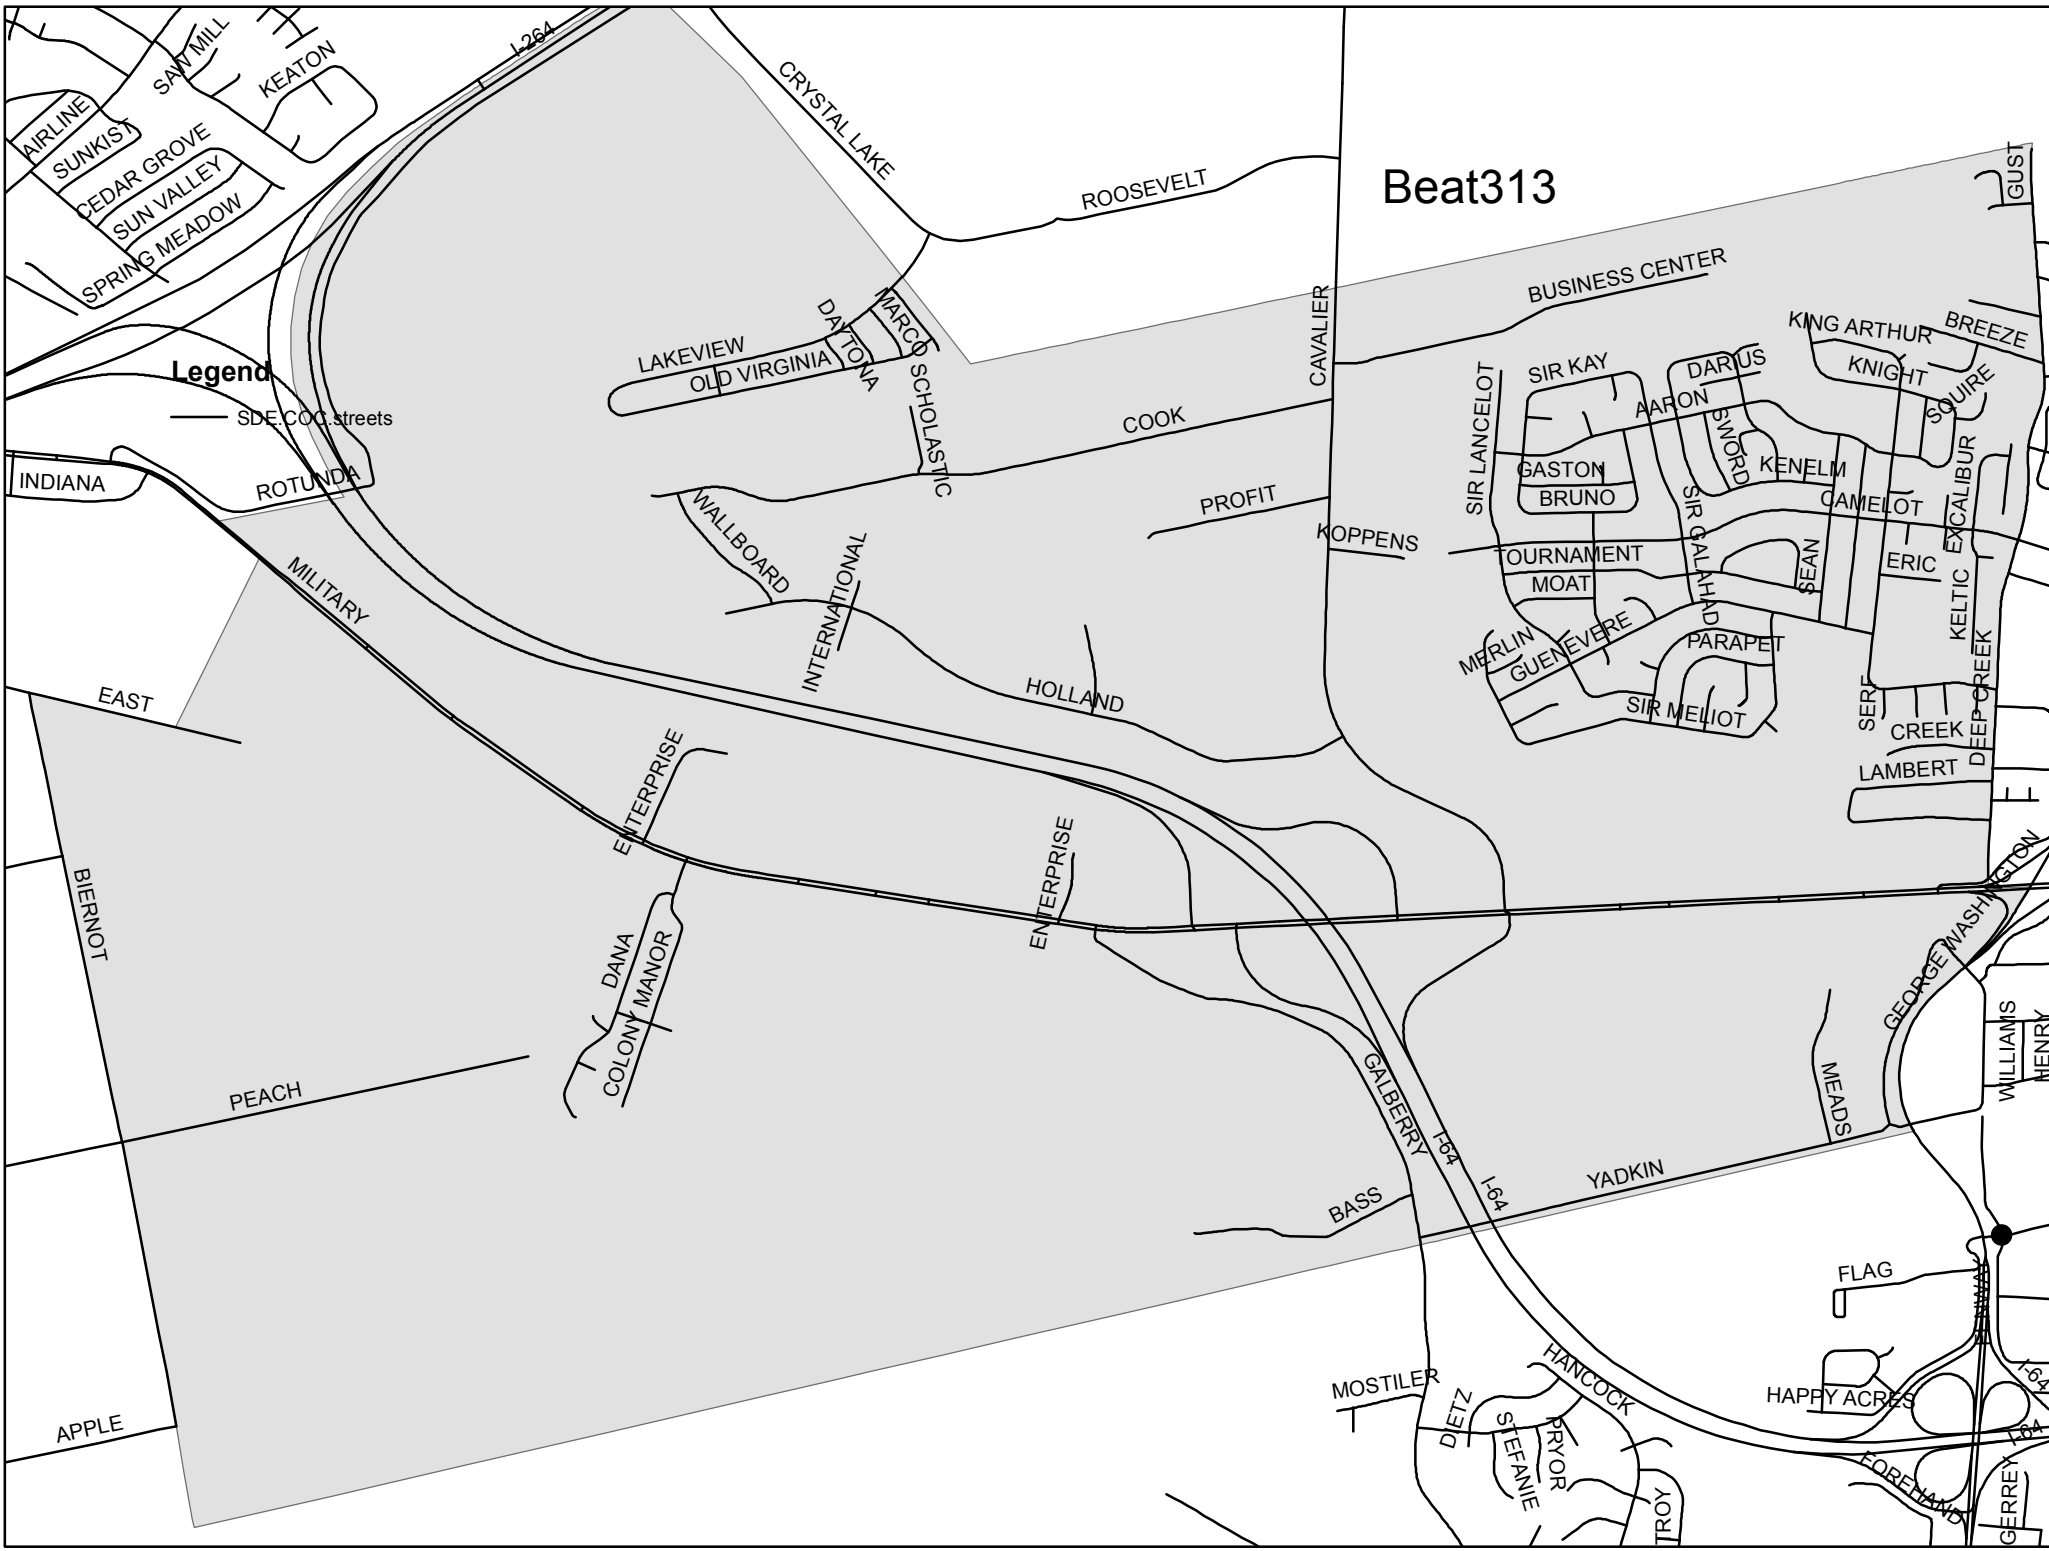 I-264
SAW MILL
KEATON
AIRLINE
SUNKIST
CEDAR GROVE
SUN VALLEY
SPRING MEADOW
CRYSTAL LAKE
ROOSEVELT
Beat313
GUST
BUSINESS CENTER
CAVALIER
MARCO
DAYTONA
LAKEVIEW
OLD VIRGINIA
SCHOLASTIC
KING ARTHUR
BREEZE
KNIGHT
SQUIRE
SIR KAY
DARIUS
AARON
SWORD
SIR LANCELOT
Legend
SDE.COC.streets
COOK
INDIANA
ROTUNDA
GASTON
BRUNO
KENELM
CAMELOT
EXCALIBUR
WALLBOARD
PROFIT
KOPPENS
SIR GALAHAD
TOURNAMENT
MOAT
SEAN
ERIC
KELTIC
MILITARY
INTERNATIONAL
MERLIN
GUENEVERE
PARAPET
EAST
HOLLAND
SIR MELIOT
SERF
CREEK
DEEP CREEK
LAMBERT
ENTERPRISE
ENTERPRISE
BIERNOT
DANA
COLONY MANOR
GEORGE WASHINGTON
WILLIAMS
HENRY
PEACH
GALBERRY
MEADS
I-64
I-64
YADKIN
BASS
FLAG
MOSTILER
HANCOCK
HAPPY ACRES
I-64
I-64
APPLE
DIETZ
STEFANIE
PRYOR
TROY
FOREHAND
GERREY